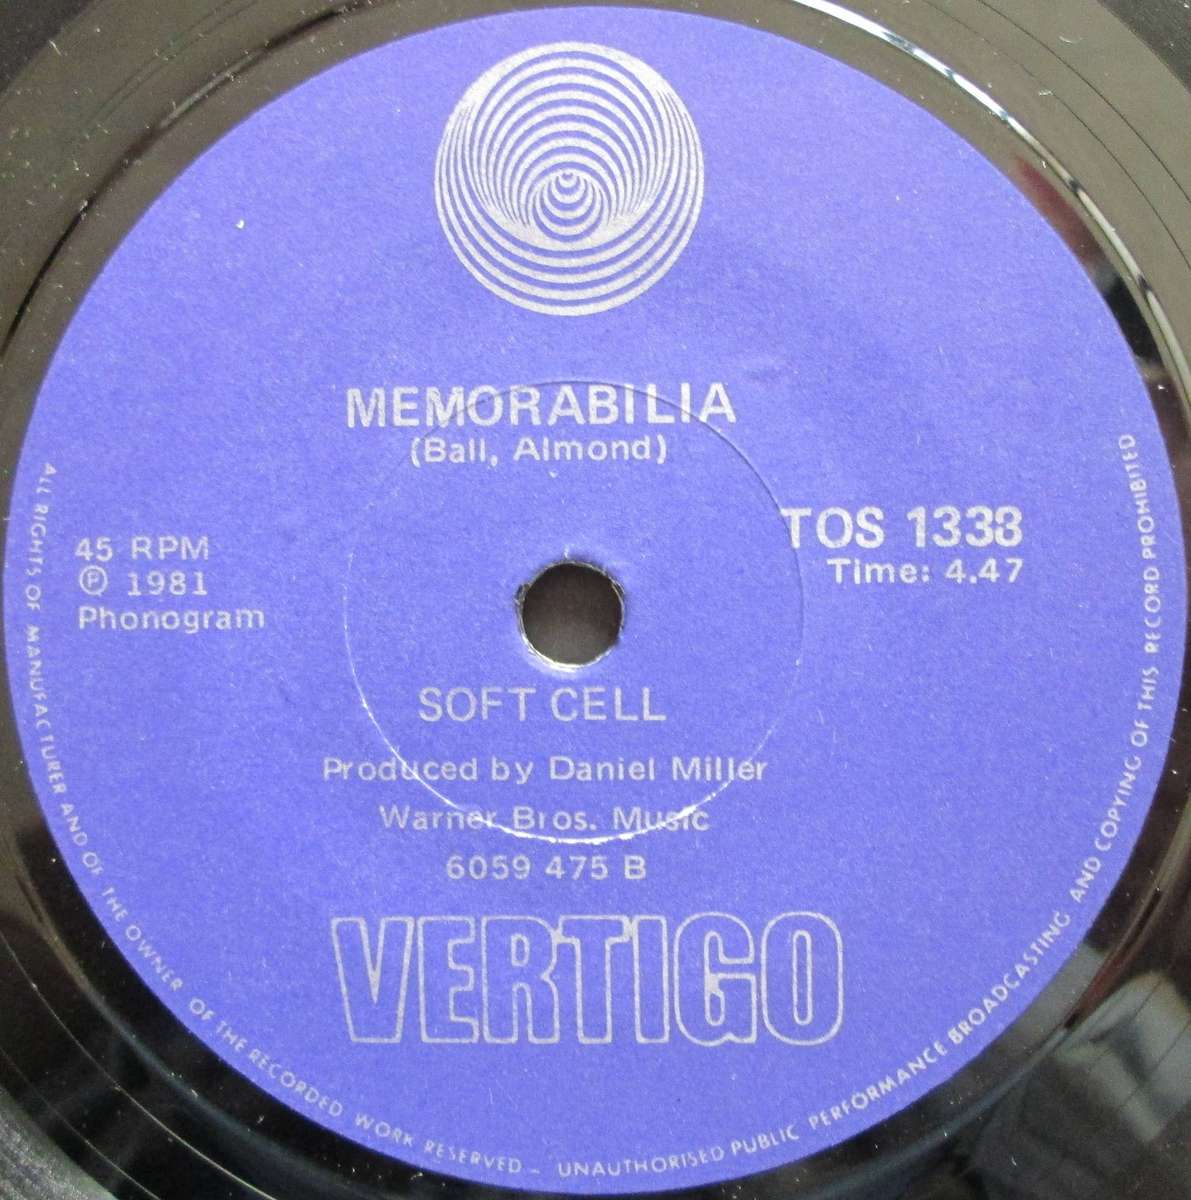 MEMORABILIA
(Ball, Almond)
TOS 1338
Time: 4.47
45 RPM
Ⓟ 1981
Phonogram
SOFT CELL
Produced by Daniel Miller
Warner Bros. Music
6059 475 B
VERTIGO
ALL RIGHTS OF MANUFACTURER AND OF THE OWNER OF THE RECORDED WORK RESERVED – UNAUTHORISED PUBLIC PERFORMANCE BROADCASTING AND COPYING OF THIS RECORD PROHIBITED